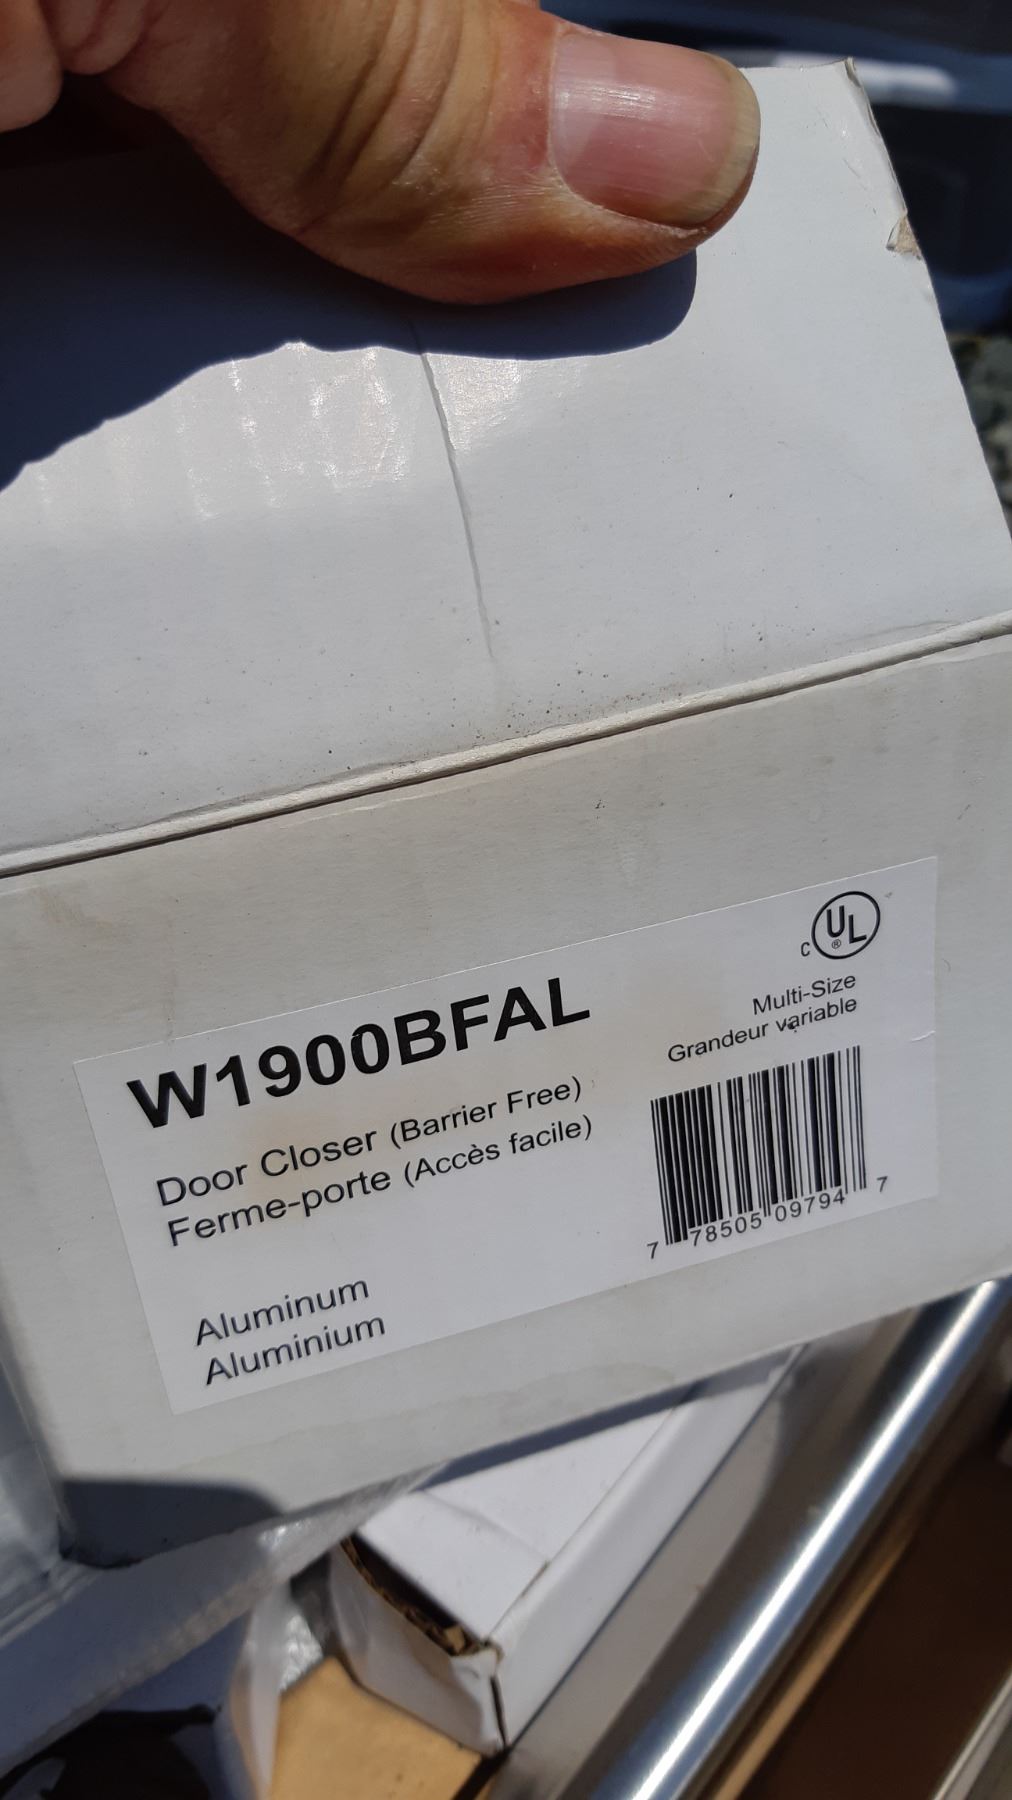 C UL ®
Multi-Size
Grandeur variable
W1900BFAL
Door Closer (Barrier Free)
Ferme-porte (Accès facile)
Aluminum
Aluminium
7 78505 09794 7